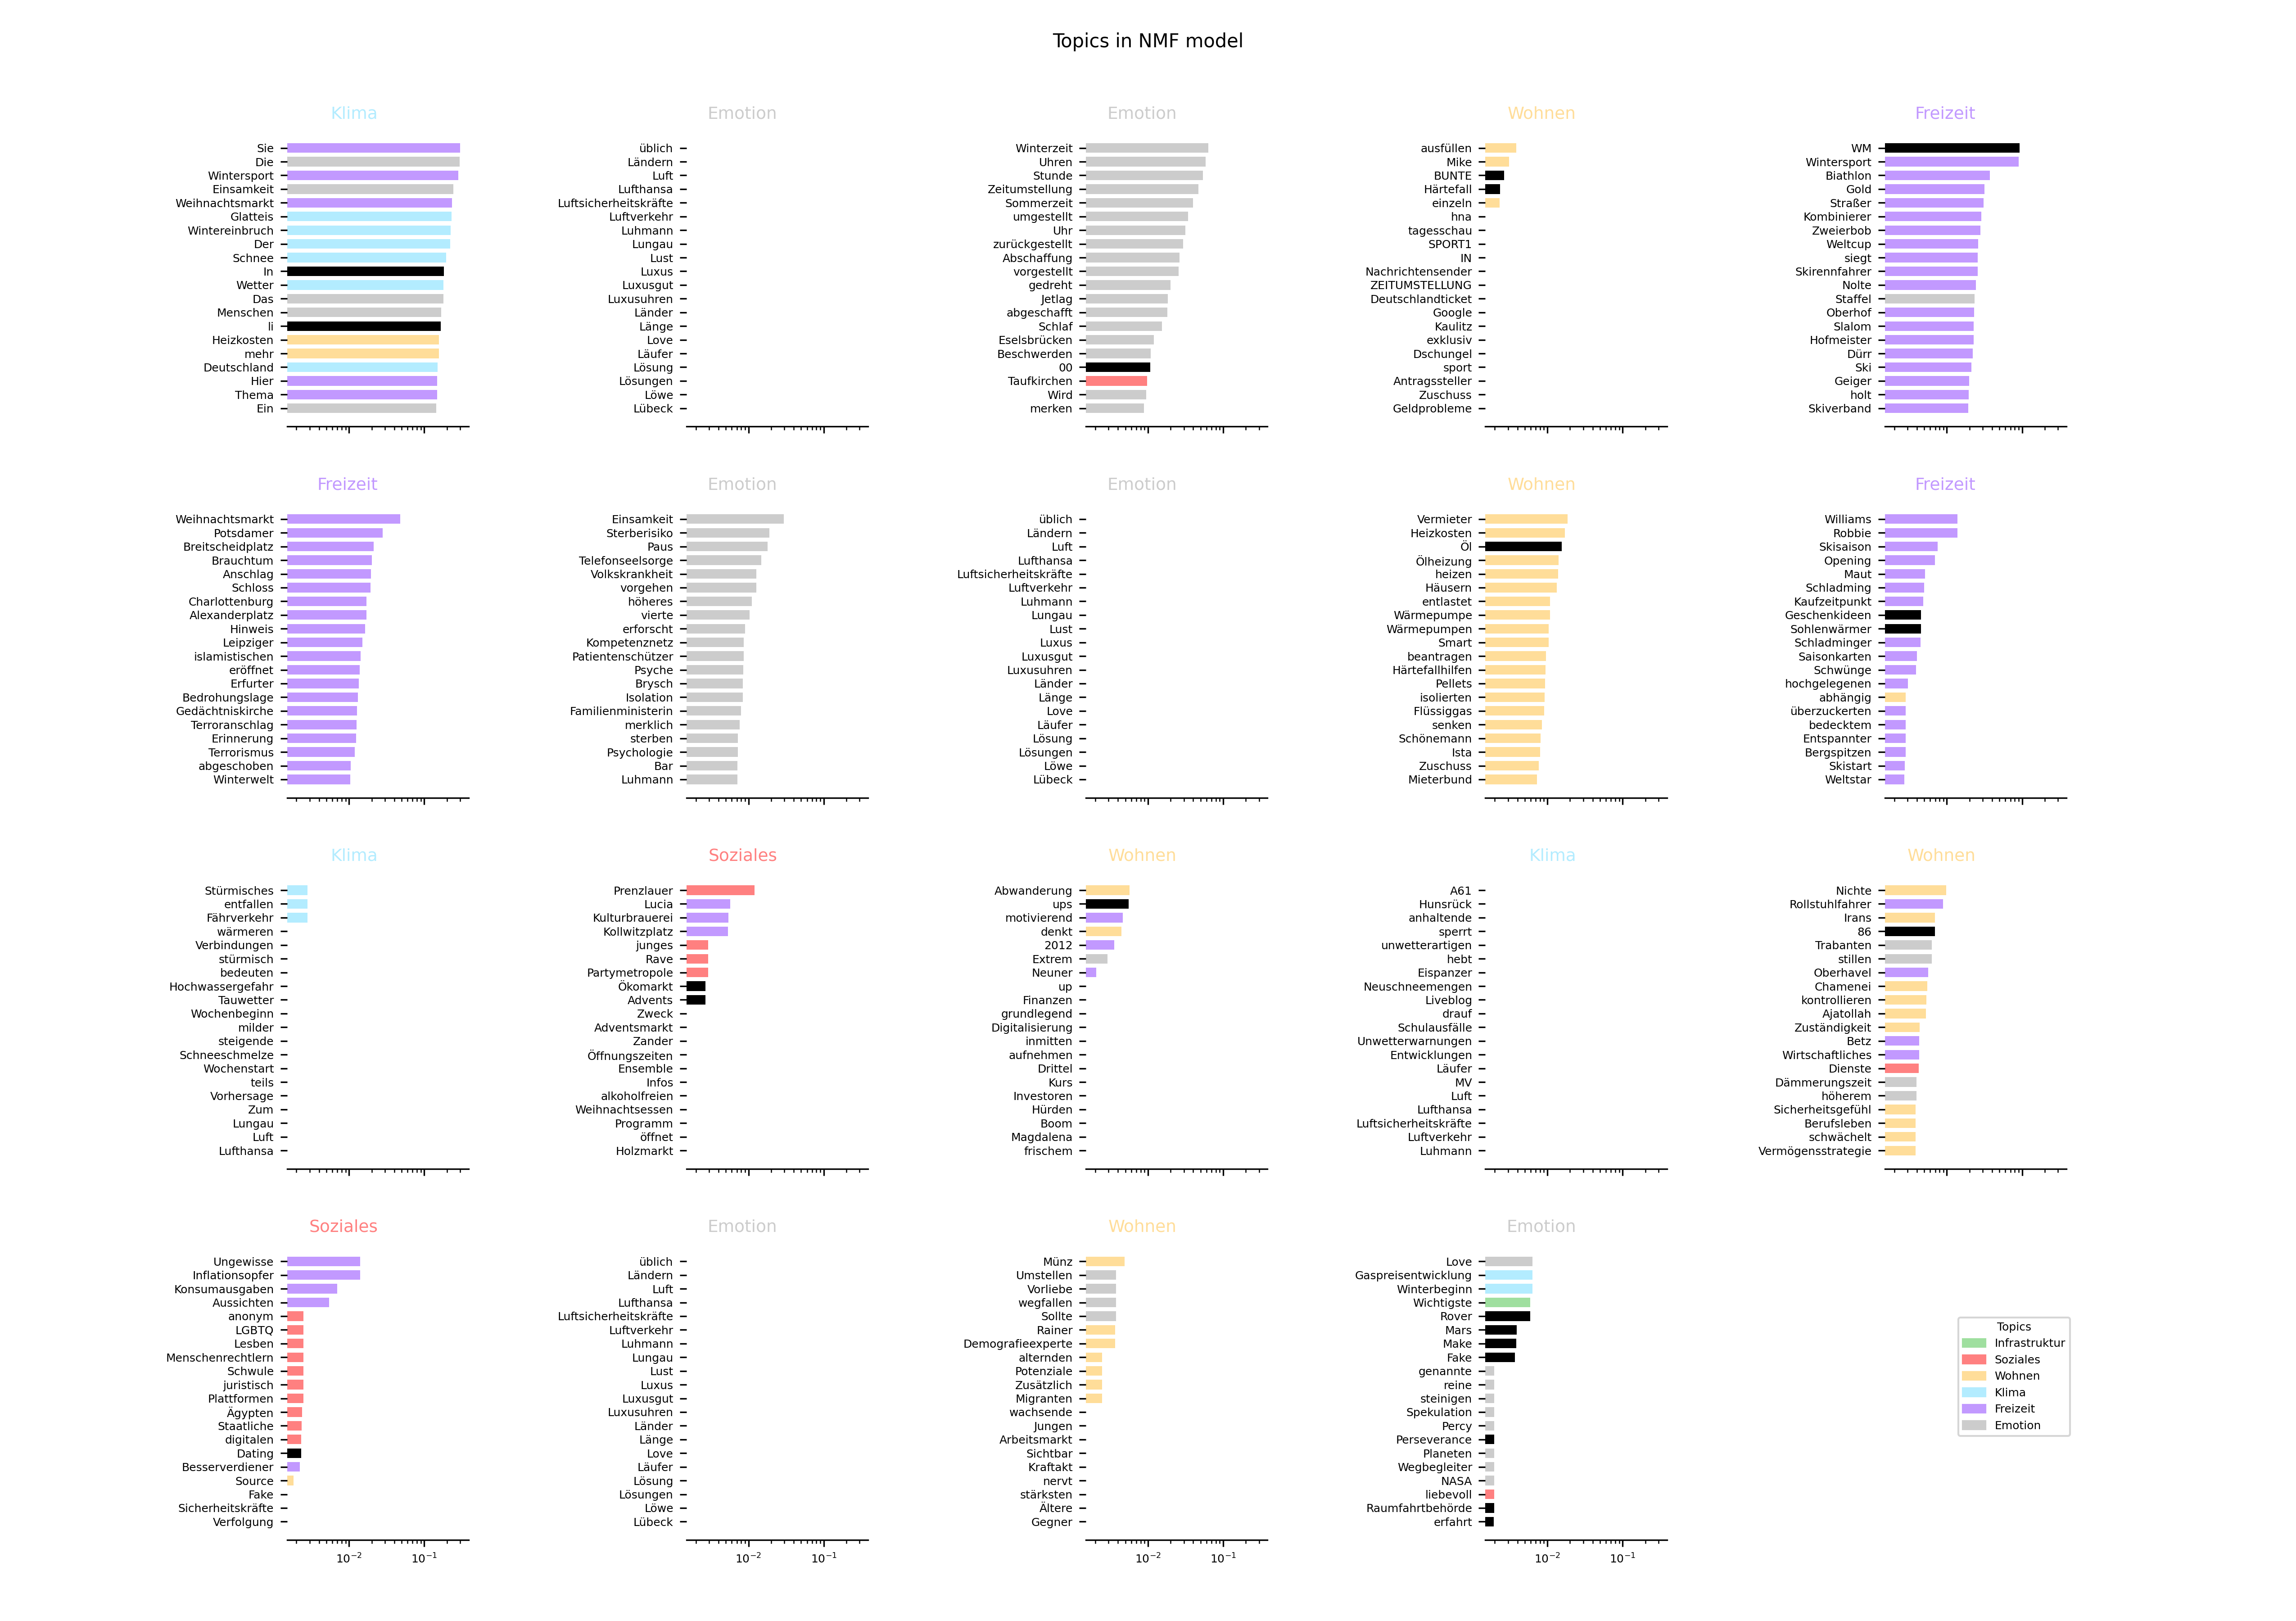 Topics in NMF model
Klima
Sie
Die
Wintersport
Einsamkeit
Weihnachtsmarkt
Glatteis
Wintereinbruch
Der
Schnee
In
Wetter
Das
Menschen
li
Heizkosten
mehr
Deutschland
Hier
Thema
Ein
Emotion
üblich
Ländern
Luft
Lufthansa
Luftsicherheitskräfte
Luftverkehr
Luhmann
Lungau
Lust
Luxus
Luxusgut
Luxusuhren
Länder
Länge
Love
Läufer
Lösung
Lösungen
Löwe
Lübeck
Emotion
Winterzeit
Uhren
Stunde
Zeitumstellung
Sommerzeit
umgestellt
Uhr
zurückgestellt
Abschaffung
vorgestellt
gedreht
Jetlag
abgeschafft
Schlaf
Eselsbrücken
Beschwerden
00
Taufkirchen
Wird
merken
Wohnen
ausfüllen
Mike
BUNTE
Härtefall
einzeln
hna
tagesschau
SPORT1
IN
Nachrichtensender
ZEITUMSTELLUNG
Deutschlandticket
Google
Kaulitz
exklusiv
Dschungel
sport
Antragssteller
Zuschuss
Geldprobleme
Freizeit
WM
Wintersport
Biathlon
Gold
Straßer
Kombinierer
Zweierbob
Weltcup
siegt
Skirennfahrer
Nolte
Staffel
Oberhof
Slalom
Hofmeister
Dürr
Ski
Geiger
holt
Skiverband
Freizeit
Weihnachtsmarkt
Potsdamer
Breitscheidplatz
Brauchtum
Anschlag
Schloss
Charlottenburg
Alexanderplatz
Hinweis
Leipziger
islamistischen
eröffnet
Erfurter
Bedrohungslage
Gedächtniskirche
Terroranschlag
Erinnerung
Terrorismus
abgeschoben
Winterwelt
Emotion
Einsamkeit
Sterberisiko
Paus
Telefonseelsorge
Volkskrankheit
vorgehen
höheres
vierte
erforscht
Kompetenznetz
Patientenschützer
Psyche
Brysch
Isolation
Familienministerin
merklich
sterben
Psychologie
Bar
Luhmann
Emotion
üblich
Ländern
Luft
Lufthansa
Luftsicherheitskräfte
Luftverkehr
Luhmann
Lungau
Lust
Luxus
Luxusgut
Luxusuhren
Länder
Länge
Love
Läufer
Lösung
Lösungen
Löwe
Lübeck
Wohnen
Vermieter
Heizkosten
Öl
Ölheizung
heizen
Häusern
entlastet
Wärmepumpe
Wärmepumpen
Smart
beantragen
Härtefallhilfen
Pellets
isolierten
Flüssiggas
senken
Schönemann
Ista
Zuschuss
Mieterbund
Freizeit
Williams
Robbie
Skisaison
Opening
Maut
Schladming
Kaufzeitpunkt
Geschenkideen
Sohlenwärmer
Schladminger
Saisonkarten
Schwünge
hochgelegenen
abhängig
überzuckerten
bedecktem
Entspannter
Bergspitzen
Skistart
Weltstar
Klima
Stürmisches
entfallen
Fährverkehr
wärmeren
Verbindungen
stürmisch
bedeuten
Hochwassergefahr
Tauwetter
Wochenbeginn
milder
steigende
Schneeschmelze
Wochenstart
teils
Vorhersage
Zum
Lungau
Luft
Lufthansa
Soziales
Prenzlauer
Lucia
Kulturbrauerei
Kollwitzplatz
junges
Rave
Partymetropole
Ökomarkt
Advents
Zweck
Adventsmarkt
Zander
Öffnungszeiten
Ensemble
Infos
alkoholfreien
Weihnachtsessen
Programm
öffnet
Holzmarkt
Wohnen
Abwanderung
ups
motivierend
denkt
2012
Extrem
Neuner
up
Finanzen
grundlegend
Digitalisierung
inmitten
aufnehmen
Drittel
Kurs
Investoren
Hürden
Boom
Magdalena
frischem
Klima
A61
Hunsrück
anhaltende
sperrt
unwetterartigen
hebt
Eispanzer
Neuschneemengen
Liveblog
drauf
Schulausfälle
Unwetterwarnungen
Entwicklungen
Läufer
MV
Luft
Lufthansa
Luftsicherheitskräfte
Luftverkehr
Luhmann
Wohnen
Nichte
Rollstuhlfahrer
Irans
86
Trabanten
stillen
Oberhavel
Chamenei
kontrollieren
Ajatollah
Zuständigkeit
Betz
Wirtschaftliches
Dienste
Dämmerungszeit
höherem
Sicherheitsgefühl
Berufsleben
schwächelt
Vermögensstrategie
Soziales
Ungewisse
Inflationsopfer
Konsumausgaben
Aussichten
anonym
LGBTQ
Lesben
Menschenrechtlern
Schwule
juristisch
Plattformen
Ägypten
Staatliche
digitalen
Dating
Besserverdiener
Source
Fake
Sicherheitskräfte
Verfolgung
10⁻² 10⁻¹
Emotion
üblich
Ländern
Luft
Lufthansa
Luftsicherheitskräfte
Luftverkehr
Luhmann
Lungau
Lust
Luxus
Luxusgut
Luxusuhren
Länder
Länge
Love
Läufer
Lösung
Lösungen
Löwe
Lübeck
10⁻² 10⁻¹
Wohnen
Münz
Umstellen
Vorliebe
wegfallen
Sollte
Rainer
Demografieexperte
alternden
Potenziale
Zusätzlich
Migranten
wachsende
Jungen
Arbeitsmarkt
Sichtbar
Kraftakt
nervt
stärksten
Ältere
Gegner
10⁻² 10⁻¹
Emotion
Love
Gaspreisentwicklung
Winterbeginn
Wichtigste
Rover
Mars
Make
Fake
genannte
reine
steinigen
Spekulation
Percy
Perseverance
Planeten
Wegbegleiter
NASA
liebevoll
Raumfahrtbehörde
erfahrt
10⁻² 10⁻¹
Topics
Infrastruktur
Soziales
Wohnen
Klima
Freizeit
Emotion